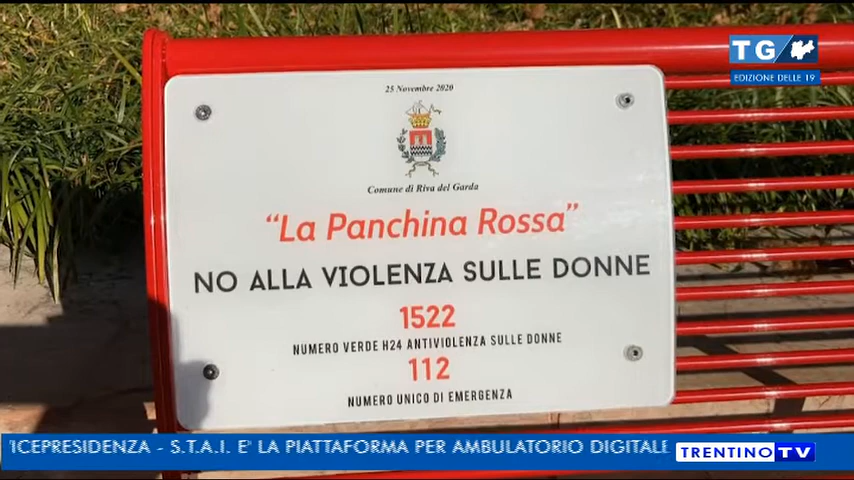 TG
EDIZIONE DELLE 19
25 Novembre 2020
Comune di Riva del Garda
“La Panchina Rossa”
NO ALLA VIOLENZA SULLE DONNE
1522
NUMERO VERDE H24 ANTIVIOLENZA SULLE DONNE
112
NUMERO UNICO DI EMERGENZA
ICEPRESIDENZA - S.T.A.I. E' LA PIATTAFORMA PER AMBULATORIO DIGITALE
TRENTINO TV